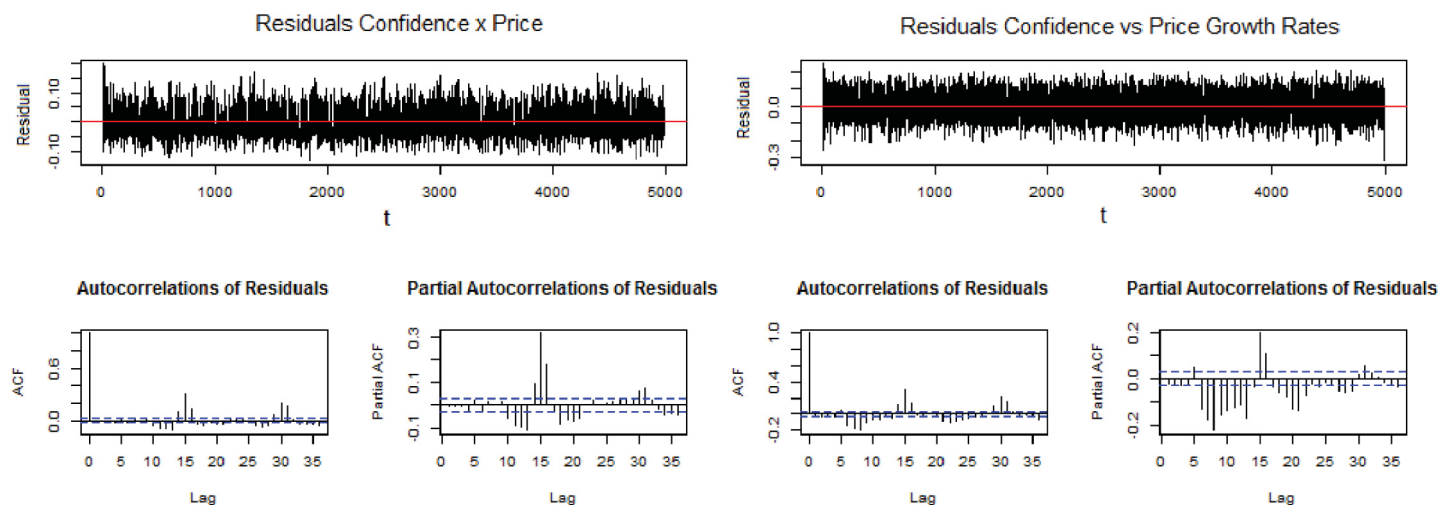 Residuals Confidence x Price
Residual
0.10
-0.10
0 1000 2000 3000 4000 5000
t
Residuals Confidence vs Price Growth Rates
Residual
0.0
-0.3
0 1000 2000 3000 4000 5000
t
Autocorrelations of Residuals
ACF
0.6
0.0
0 5 10 15 20 25 30 35
Lag
Partial Autocorrelations of Residuals
Partial ACF
0.3
0.1
-0.1
0 5 10 15 20 25 30 35
Lag
Autocorrelations of Residuals
ACF
1.0
0.4
-0.2
0 5 10 15 20 25 30 35
Lag
Partial Autocorrelations of Residuals
Partial ACF
0.2
0.0
-0.2
0 5 10 15 20 25 30 35
Lag